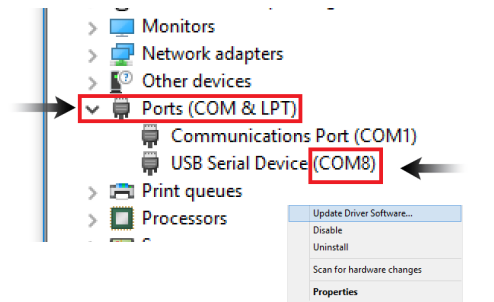 Monitors
Network adapters
Other devices
Ports (COM & LPT)
Communications Port (COM1)
USB Serial Device (COM8)
Print queues
Processors
Update Driver Software...
Disable
Uninstall
Scan for hardware changes
Properties